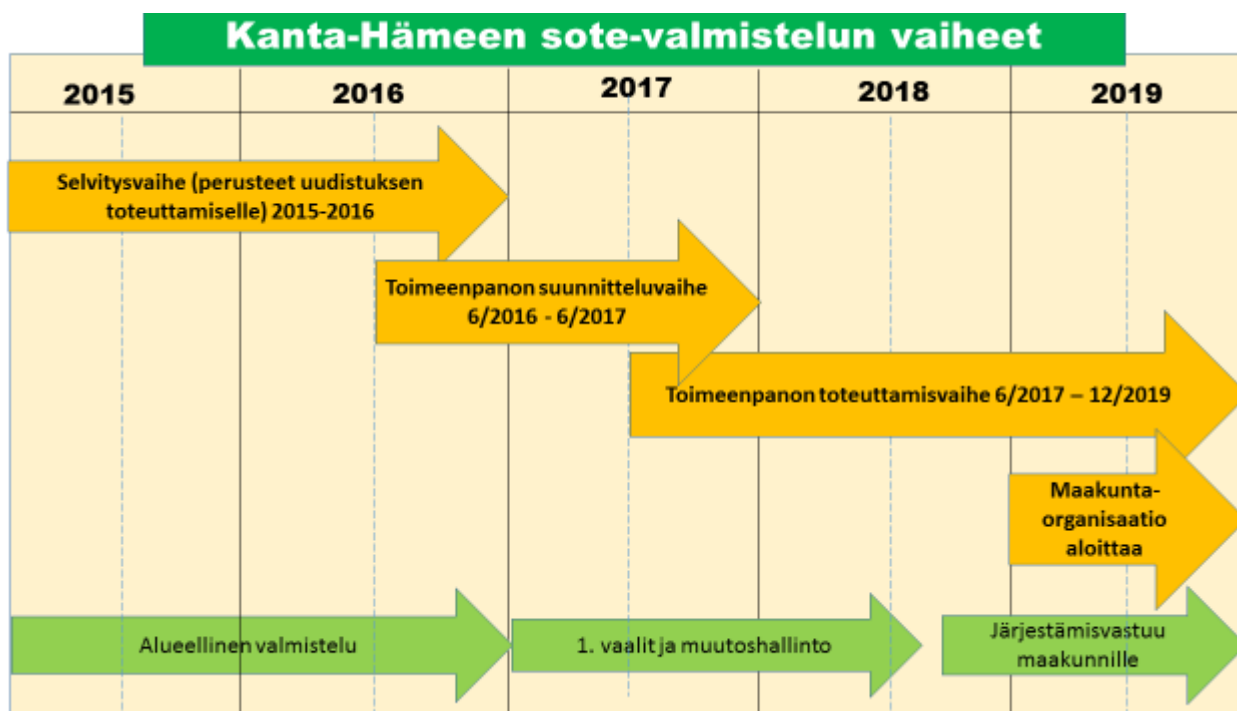 Kanta-Hämeen sote-valmistelun vaiheet
2015
2016
2017
2018
2019
Selvitysvaihe (perusteet uudistuksen
toteuttamiselle) 2015-2016
Toimeenpanon suunnitteluvaihe
6/2016 - 6/2017
Toimeenpanon toteuttamisvaihe 6/2017 – 12/2019
Maakunta-
organisaatio
aloittaa
Alueellinen valmistelu
1. vaalit ja muutoshallinto
Järjestämisvastuu
maakunnille